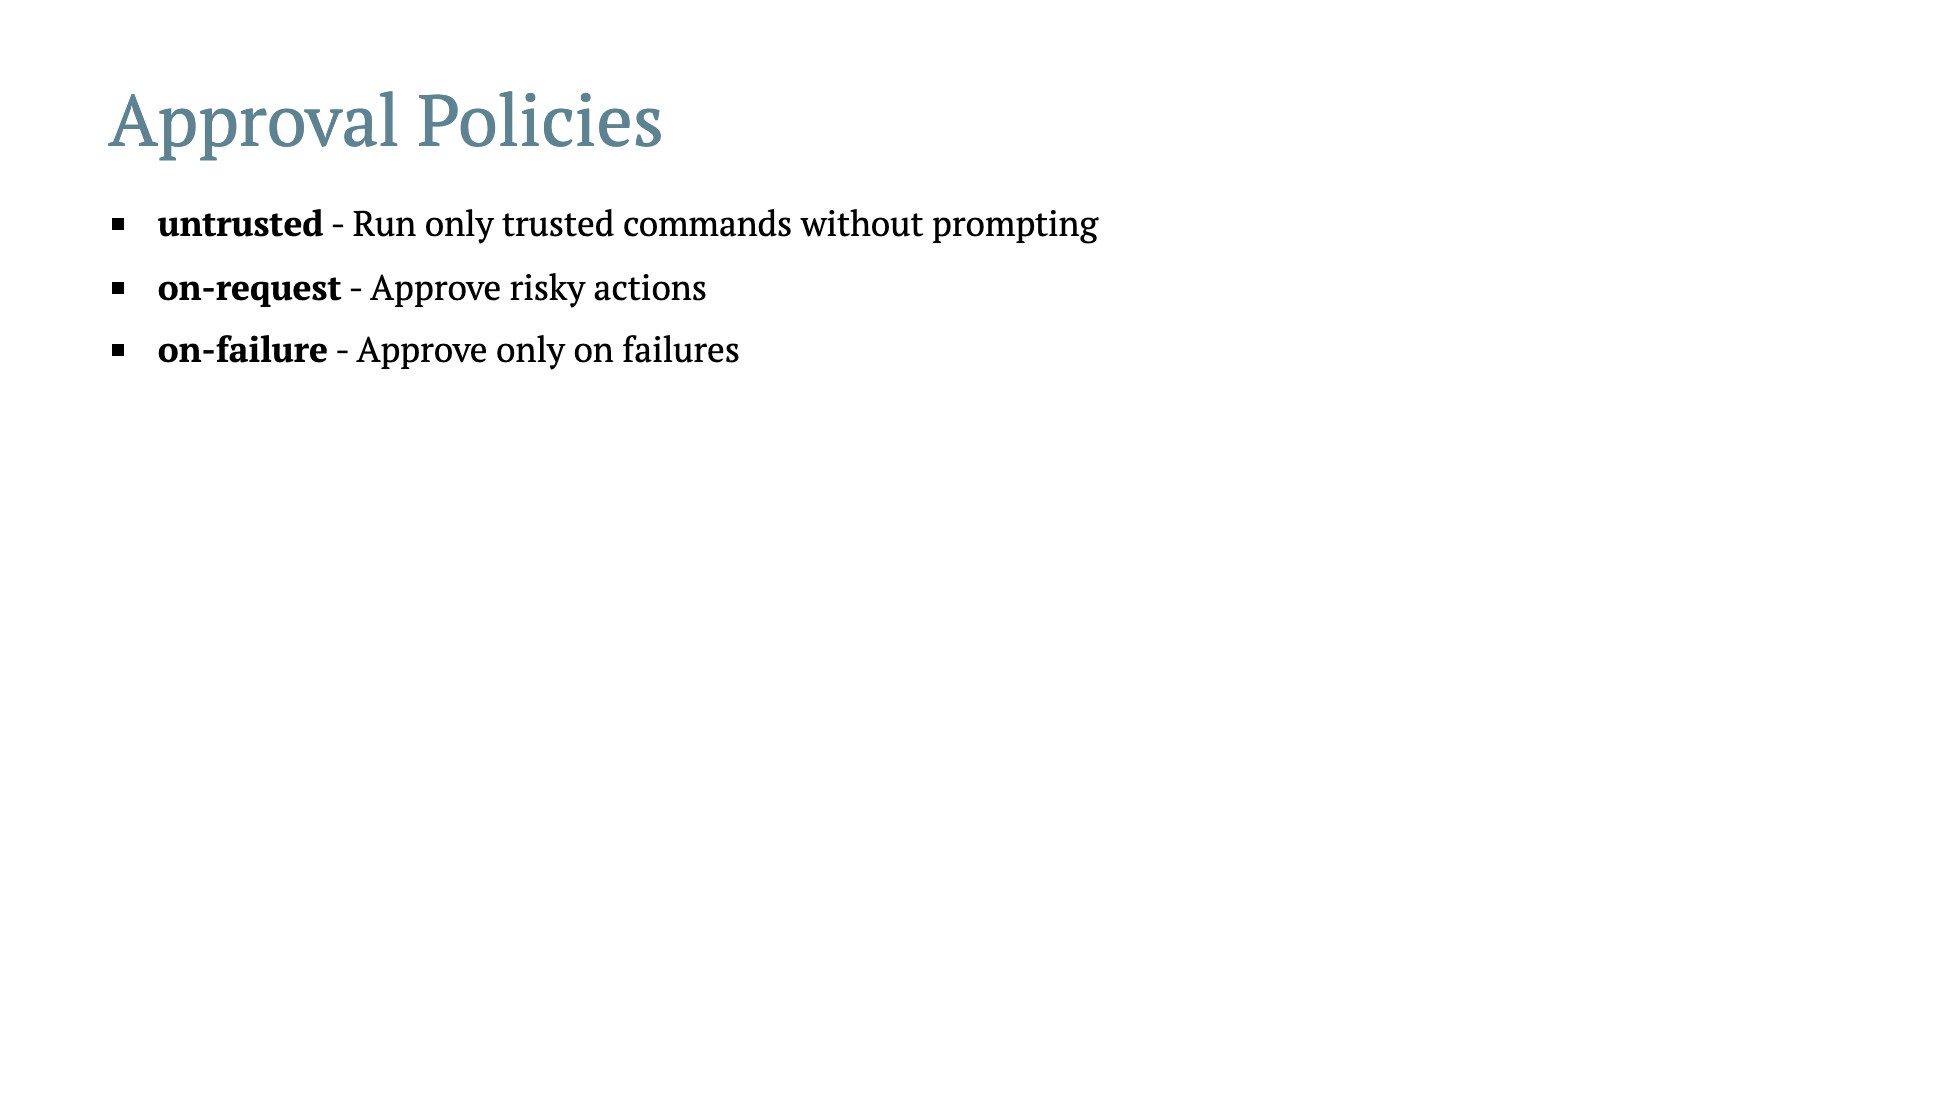 Approval Policies
▪ untrusted - Run only trusted commands without prompting
▪ on-request - Approve risky actions
▪ on-failure - Approve only on failures